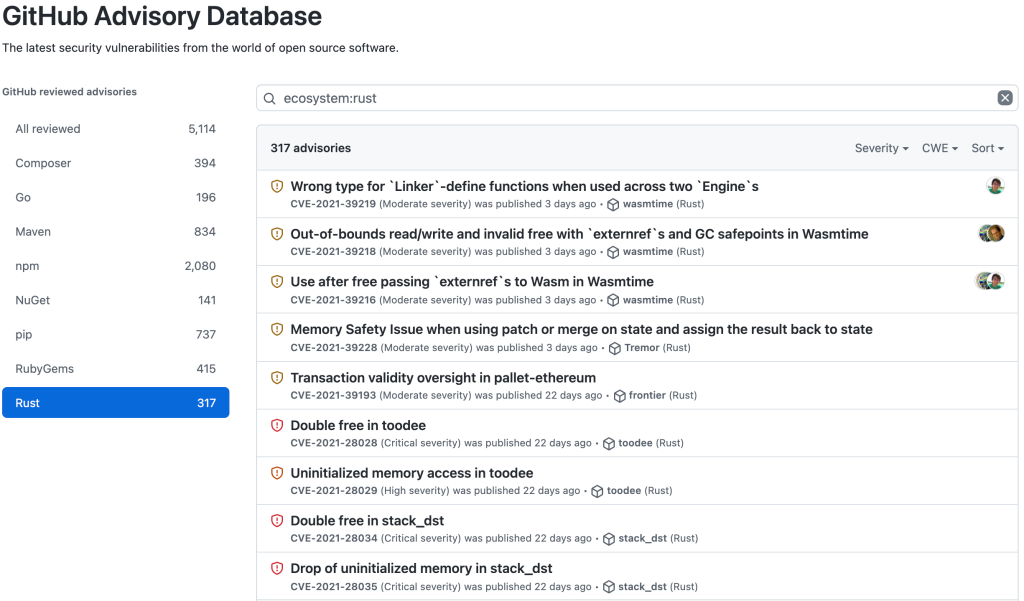 GitHub Advisory Database
The latest security vulnerabilities from the world of open source software.
GitHub reviewed advisories
All reviewed 5,114
Composer 394
Go 196
Maven 834
npm 2,080
NuGet 141
pip 737
RubyGems 415
Rust 317
ecosystem:rust
317 advisories Severity CWE Sort
Wrong type for `Linker`-define functions when used across two `Engine`s
CVE-2021-39219 (Moderate severity) was published 3 days ago • wasmtime (Rust)
Out-of-bounds read/write and invalid free with `externref`s and GC safepoints in Wasmtime
CVE-2021-39218 (Moderate severity) was published 3 days ago • wasmtime (Rust)
Use after free passing `externref`s to Wasm in Wasmtime
CVE-2021-39216 (Moderate severity) was published 3 days ago • wasmtime (Rust)
Memory Safety Issue when using patch or merge on state and assign the result back to state
CVE-2021-39228 (Moderate severity) was published 3 days ago • Tremor (Rust)
Transaction validity oversight in pallet-ethereum
CVE-2021-39193 (Moderate severity) was published 22 days ago • frontier (Rust)
Double free in toodee
CVE-2021-28028 (Critical severity) was published 22 days ago • toodee (Rust)
Uninitialized memory access in toodee
CVE-2021-28029 (High severity) was published 22 days ago • toodee (Rust)
Double free in stack_dst
CVE-2021-28034 (Critical severity) was published 22 days ago • stack_dst (Rust)
Drop of uninitialized memory in stack_dst
CVE-2021-28035 (Critical severity) was published 22 days ago • stack_dst (Rust)